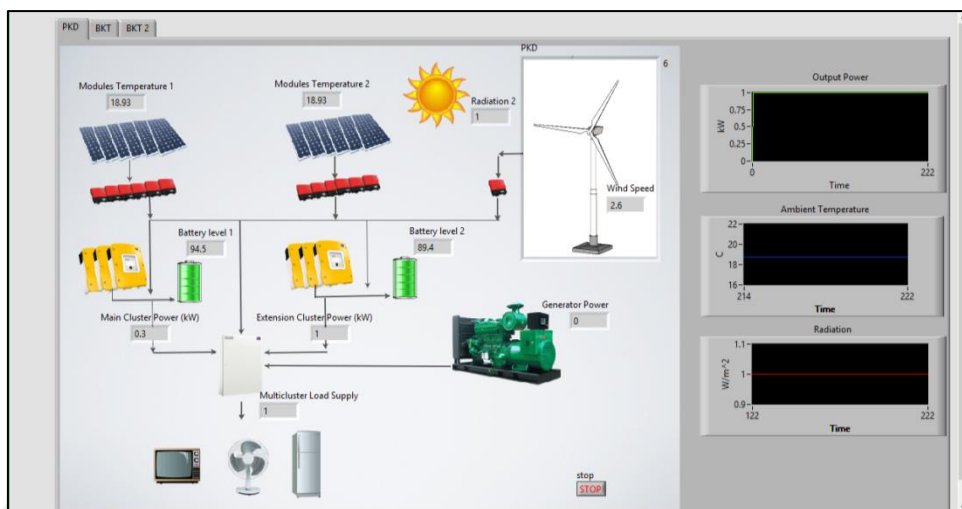 PKD BKT BKT 2
PKD
6
Modules Temperature 1
18.93
Modules Temperature 2
18.93
Radiation 2
1
Wind Speed
2.6
Battery level 1
94.5
Battery level 2
89.4
Main Cluster Power (kW)
0.3
Extension Cluster Power (kW)
1
Generator Power
0
Multicluster Load Supply
1
stop
STOP
Output Power
kW
1
0.75
0.5
0.25
0
0 222
Time
Ambient Temperature
C
22
20
18
16
214 222
Time
Radiation
W/m^2
1.1
1
0.9
122 222
Time